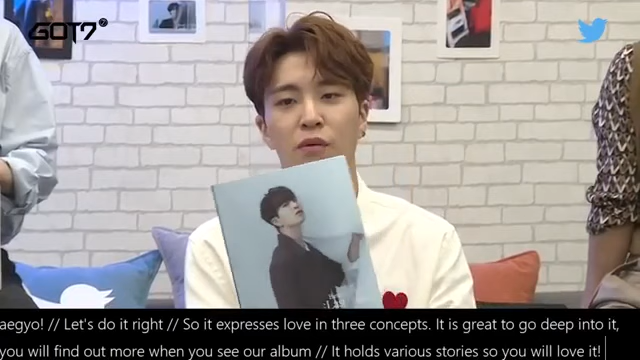 GOT7
aegyo! // Let's do it right // So it expresses love in three concepts. It is great to go deep into it,
you will find out more when you see our album // It holds various stories so you will love it!